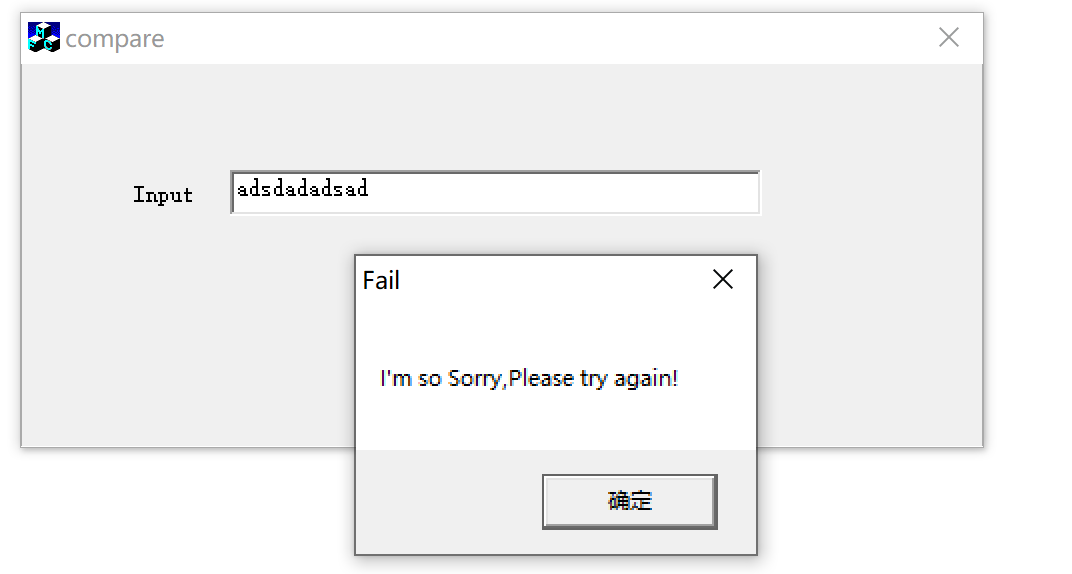 compare
Input
adsdadadsad
Fail
I'm so Sorry,Please try again!
确定